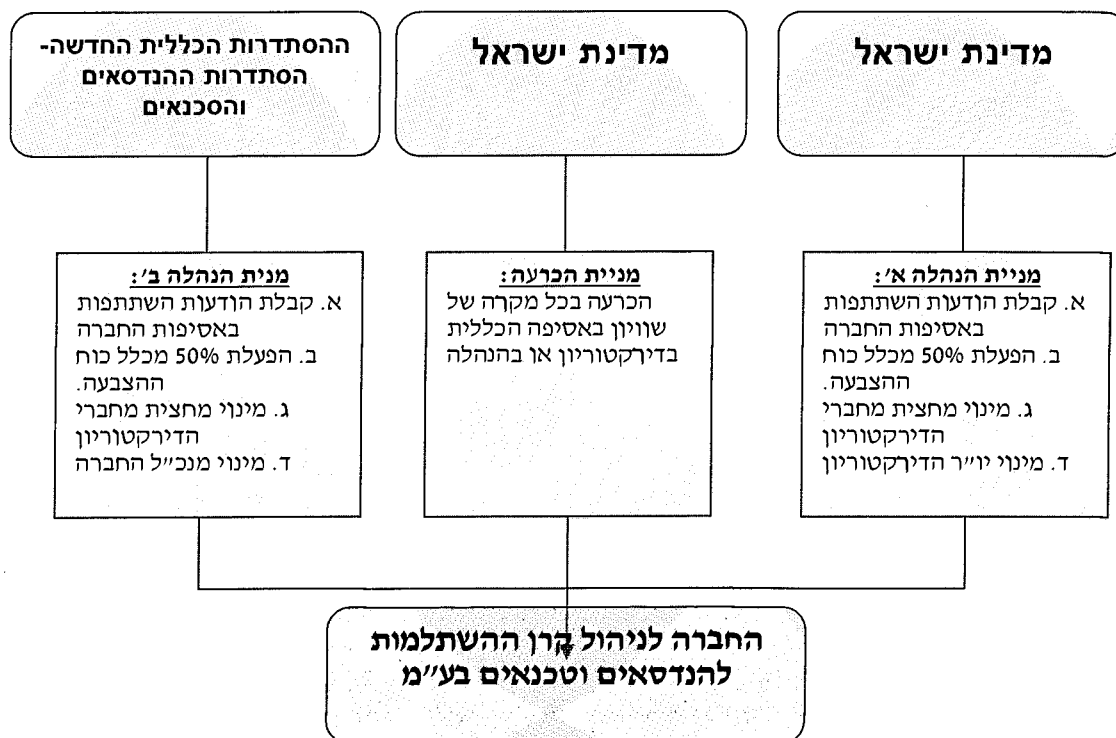 מדינת ישראל
מדינת ישראל
ההסתדרות הכללית החדשה-
הסתדרות ההנדסאים
והסכנאים
מניית הנהלה א׳:
א. קבלת הודעות השתתפות
באסיפות החברה
ב. הפעלת 50% מכלל כוח
ההצבעה.
ג. מינוי מחצית מחברי
הדירקטוריון
ד. מינוי יו״ר הדירקטוריון
מניית הכרעה:
הכרעה בכל מקרה של
שוויון באסיפה הכללית
בדירקטוריון או בהנהלה
מנית הנהלה ב׳:
א. קבלת הודעות השתתפות
באסיפות החברה
ב. הפעלת 50% מכלל כוח
ההצבעה.
ג. מינוי מחצית מחברי
הדירקטוריון
ד. מינוי מנכ״ל החברה
החברה לניהול קרן ההשתלמות
להנדסאים וטכנאים בע״מ